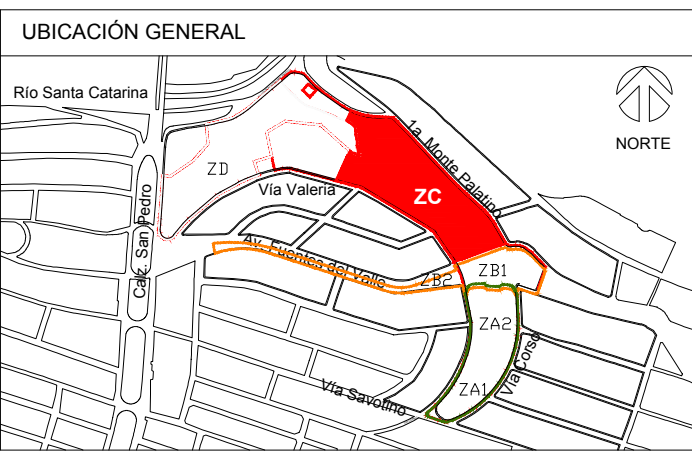 UBICACIÓN GENERAL
Río Santa Catarina
NORTE
1a. Monte Palatino
ZD
Vía Valeria
ZC
Calz. San Pedro
Av. Fuentes del Valle
ZB2
ZB1
ZA2
Vía Corso
ZA1
Vía Savotino